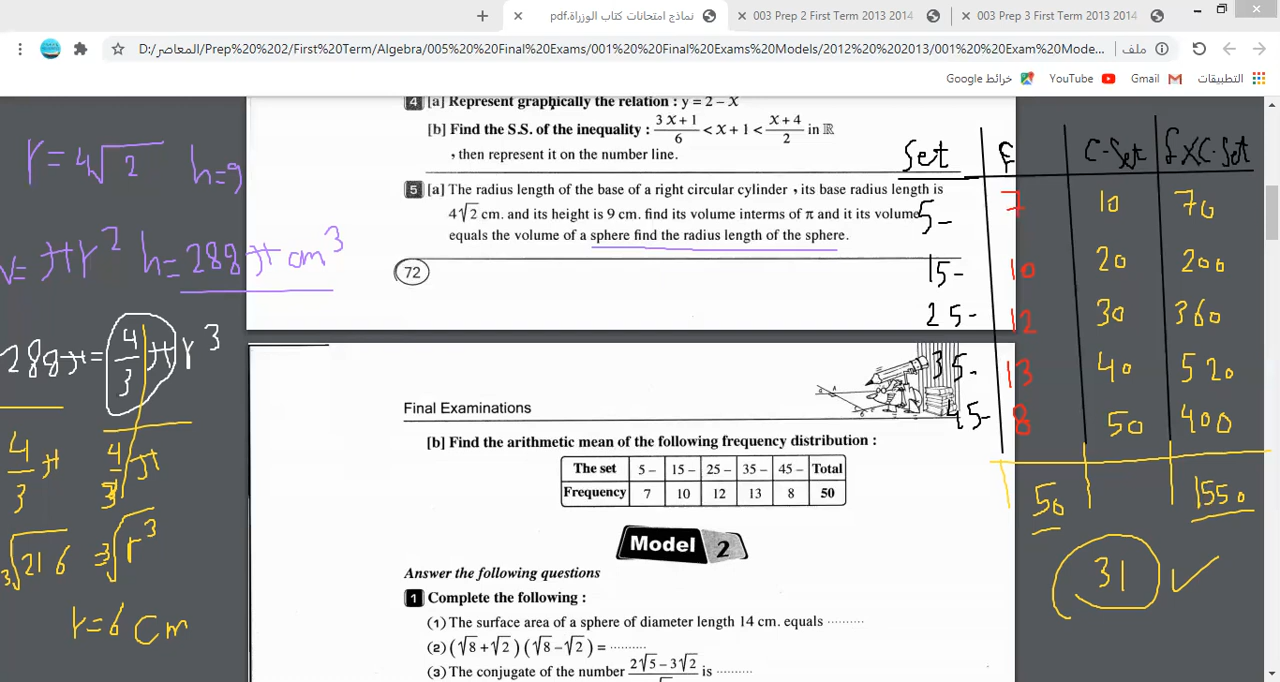 نماذج امتحانات كتاب الوزراة.pdf
003 Prep 2 First Term 2013 2014
003 Prep 3 First Term 2013 2014
D:/المعاصر/Prep%20%202/First%20Term/Algebra/005%20%20Final%20Exams/001%20Final%20Exam%20Models/2012%20%202013/001%20%20Exam%20Mode...
ملف
خرائط Google
YouTube
Gmail
التطبيقات
4 [a] Represent graphically the relation : y = 2 – X
[b] Find the S.S. of the inequality : (3 X + 1)/6 < X + 1 < (X + 4)/2 in ℝ
, then represent it on the number line.
5 [a] The radius length of the base of a right circular cylinder , its base radius length is
4√2 cm. and its height is 9 cm. find its volume interms of π and it its volume
equals the volume of a sphere find the radius length of the sphere.
72
r = 4√2 h=9
v= πr² h= 288π cm³
288π = 4/3 π r³
4/3 π 4/3 π
³√216 = ³√r³
r=6 cm
Set F C-Set FXC-Set
5- 7 10 70
15- 10 20 200
25- 12 30 360
35- 13 40 520
45- 8 50 400
50 1550
31 ✓
Final Examinations
[b] Find the arithmetic mean of the following frequency distribution :
The set 5 – 15 – 25 – 35 – 45 – Total
Frequency 7 10 12 13 8 50
Model 2
Answer the following questions
1 Complete the following :
(1) The surface area of a sphere of diameter length 14 cm. equals ·········
(2) (√8 + √2) (√8 – √2) = ·········
(3) The conjugate of the number 2√5 – 3√2 is ·········